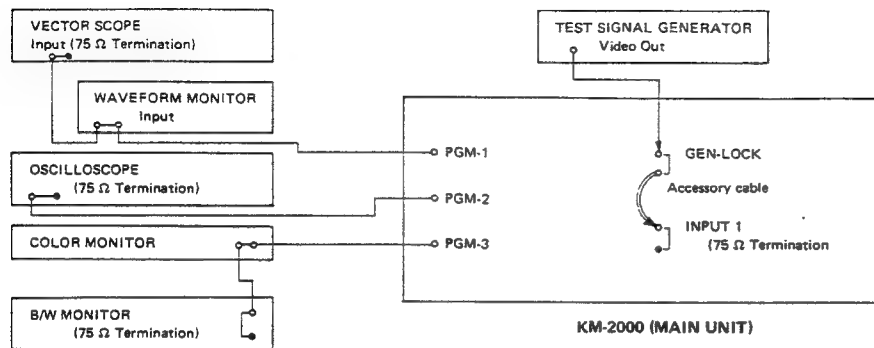 VECTOR SCOPE
Input (75 Ω Termination)
WAVEFORM MONITOR
Input
OSCILLOSCOPE
(75 Ω Termination)
COLOR MONITOR
B/W MONITOR
(75 Ω Termination)
TEST SIGNAL GENERATOR
Video Out
PGM-1
PGM-2
PGM-3
GEN-LOCK
Accessory cable
INPUT 1
(75 Ω Termination
KM-2000 (MAIN UNIT)